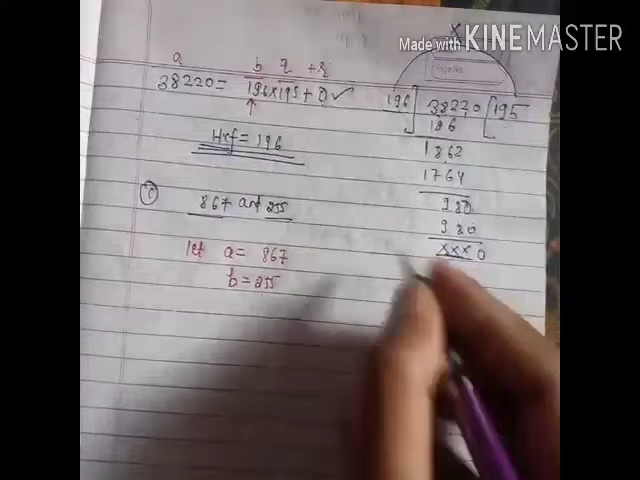 Made with KINEMASTER
a b q +r
38220 = 196×195 + 0 ✓
Hcf = 196
867 and 255
let a = 867
b = 255
196 ] 38220 [ 195
196
1862
1764
980
980
××× 0